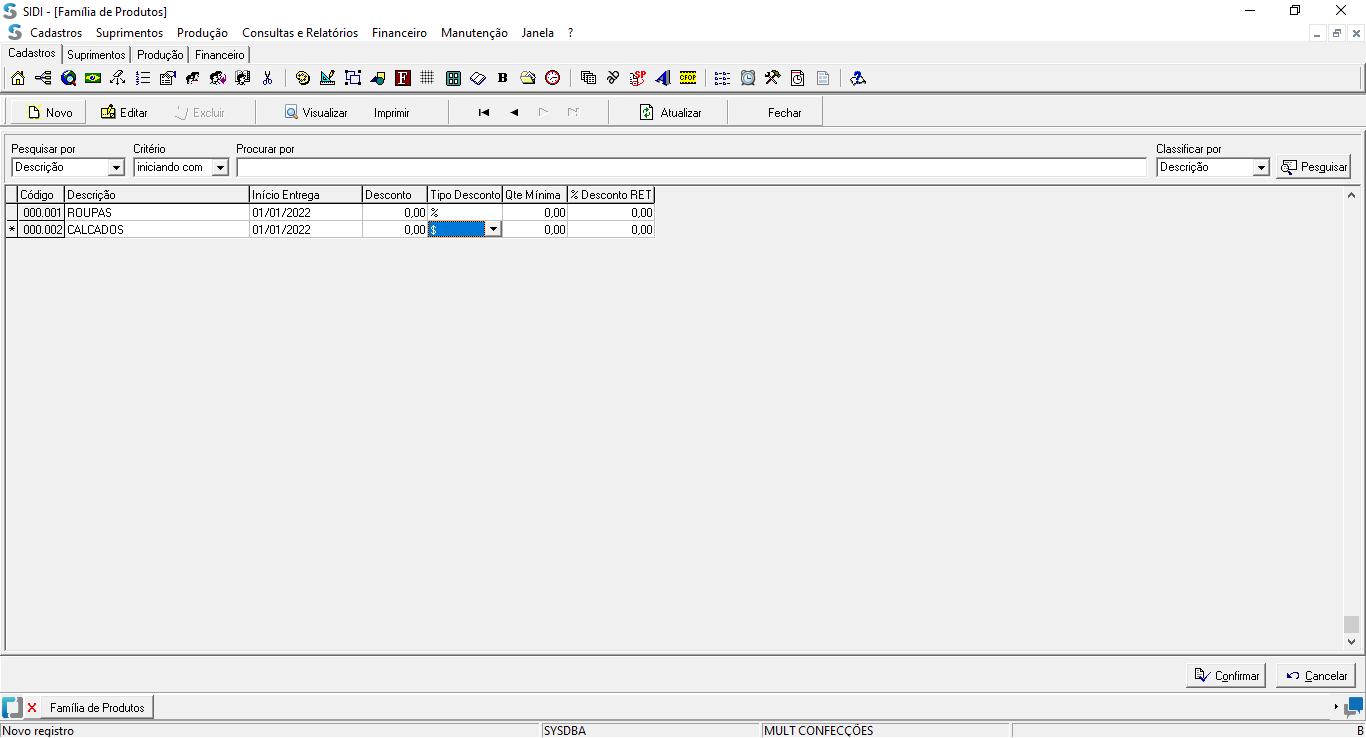 SIDI - [Família de Produtos]
Cadastros Suprimentos Produção Consultas e Relatórios Financeiro Manutenção Janela ?
Cadastros Suprimentos Produção Financeiro
F B SP CFOP
Novo Editar Excluir Visualizar Imprimir Atualizar Fechar
Pesquisar por Critério Procurar por Classificar por
Descrição iniciando com Descrição Pesquisar
Código Descrição Início Entrega Desconto Tipo Desconto Qte Mínima % Desconto RET
000.001 ROUPAS 01/01/2022 0,00 % 0,00 0,00
* 000.002 CALCADOS 01/01/2022 0,00 $ 0,00 0,00
Confirmar Cancelar
Família de Produtos
Novo registro SYSDBA MULT CONFECÇÕES B